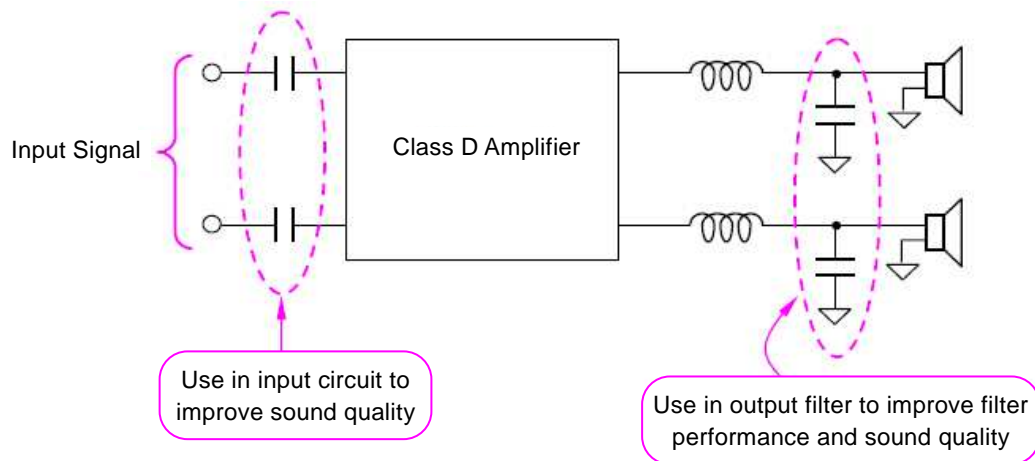 Input Signal
Class D Amplifier
Use in input circuit to
improve sound quality
Use in output filter to improve filter
performance and sound quality